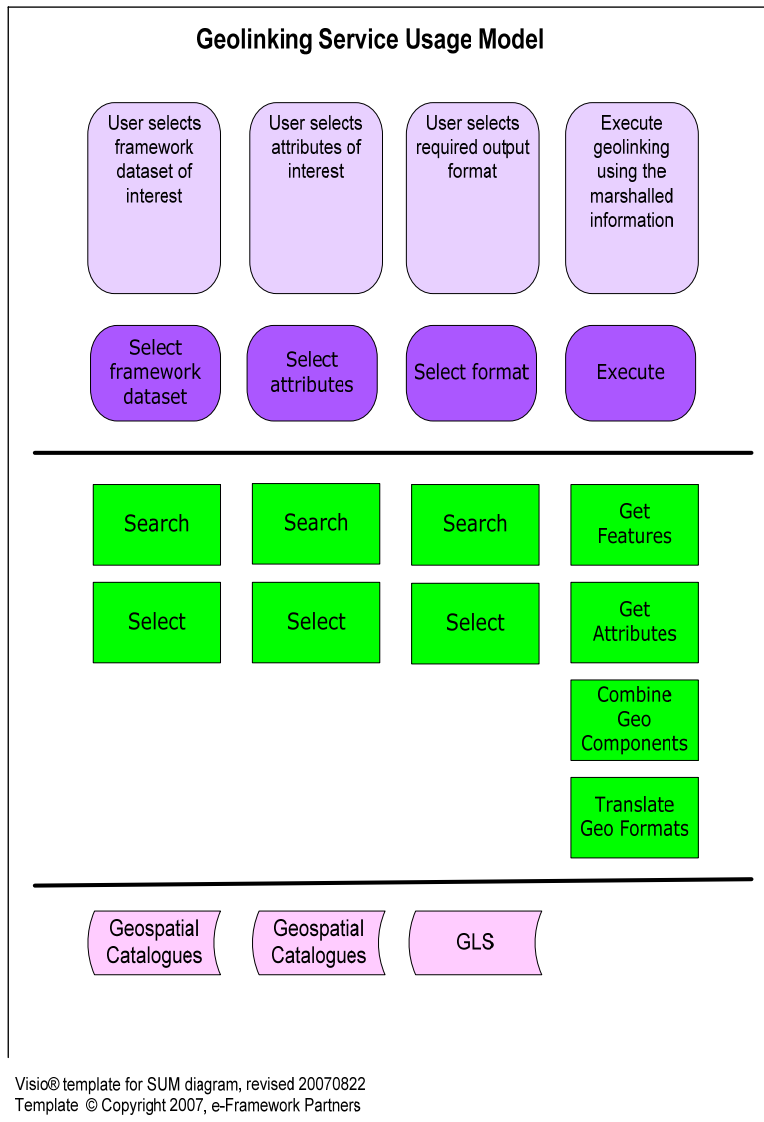 Geolinking Service Usage Model
User selects
framework
dataset of
interest
User selects
attributes of
interest
User selects
required output
format
Execute
geolinking
using the
marshalled
information
Select
framework
dataset
Select
attributes
Select format
Execute
Search
Search
Search
Get
Features
Select
Select
Select
Get
Attributes
Combine
Geo
Components
Translate
Geo Formats
Geospatial
Catalogues
Geospatial
Catalogues
GLS
Visio® template for SUM diagram, revised 20070822
Template © Copyright 2007, e-Framework Partners